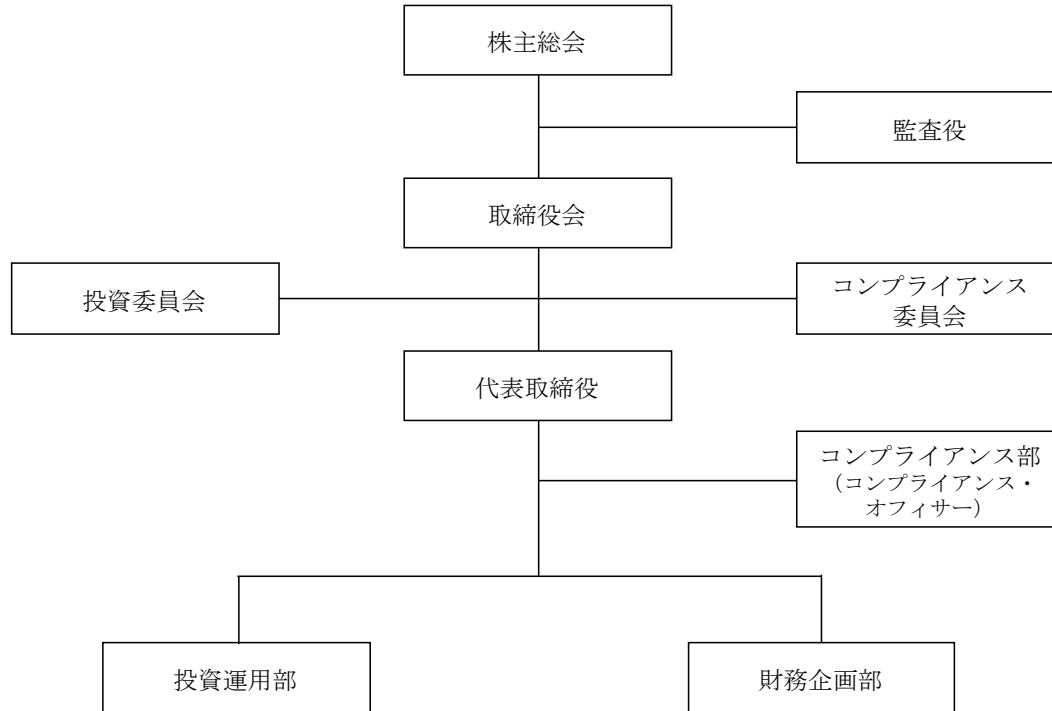 株主総会
監査役
取締役会
投資委員会
コンプライアンス
委員会
代表取締役
コンプライアンス部
（コンプライアンス・
オフィサー）
投資運用部
財務企画部